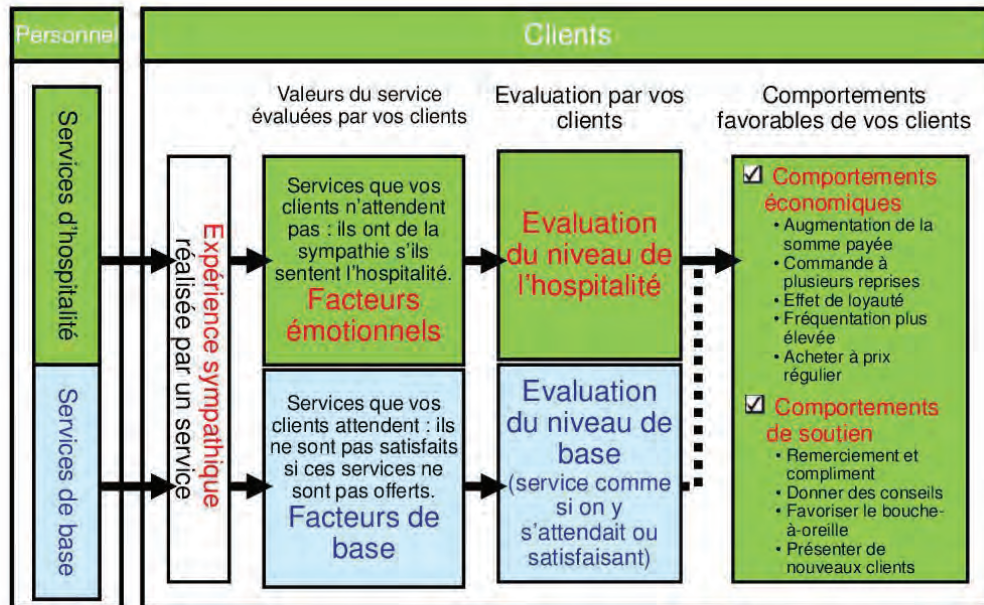 Personnel
Clients
Services d'hospitalité
Services de base
Expérience sympathique
réalisée par un service
Valeurs du service
évaluées par vos clients
Services que vos
clients n'attendent
pas : ils ont de la
sympathie s'ils
sentent l'hospitalité.
Facteurs
émotionnels
Services que vos
clients attendent : ils
ne sont pas satisfaits
si ces services ne
sont pas offerts.
Facteurs de
base
Evaluation par vos
clients
Evaluation
du niveau de
l'hospitalité
Evaluation
du niveau de
base
(service comme
si on y
s'attendait ou
satisfaisant)
Comportements
favorables de vos clients
Comportements
économiques
• Augmentation de la
somme payée
• Commande à
plusieurs reprises
• Effet de loyauté
• Fréquentation plus
élevée
• Acheter à prix
régulier
Comportements
de soutien
• Remerciement et
compliment
• Donner des conseils
• Favoriser le bouche-
à-oreille
• Présenter de
nouveaux clients